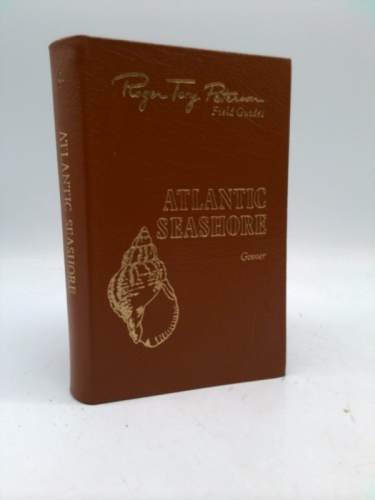 Roger Tory Peterson
Field Guides
ATLANTIC
SEASHORE
Gosner
ATLANTIC SEASHORE